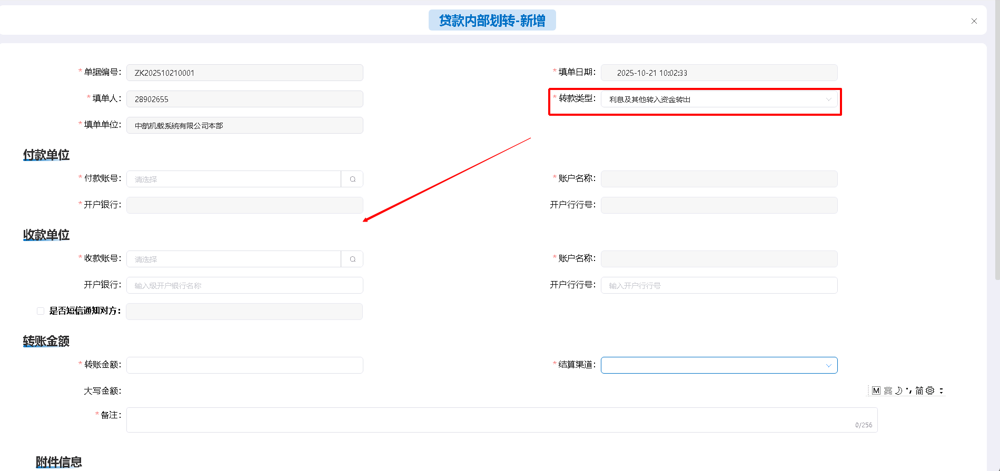 贷款内部划转-新增
*单据编号: ZK202510210001
*填单日期: 2025-10-21 10:02:33
*填单人: 28902655
*转款类型: 利息及其他转入资金转出
*填单单位: 中航机载系统有限公司本部
付款单位
*付款账号: 请选择
*账户名称:
*开户银行:
开户行行号:
收款单位
*收款账号: 请选择
*账户名称:
开户银行: 输入级开户银行名称
开户行行号: 输入开户行行号
是否短信通知对方:
转账金额
*转账金额:
*结算渠道:
大写金额:
M 英 简
*备注:
0/256
附件信息